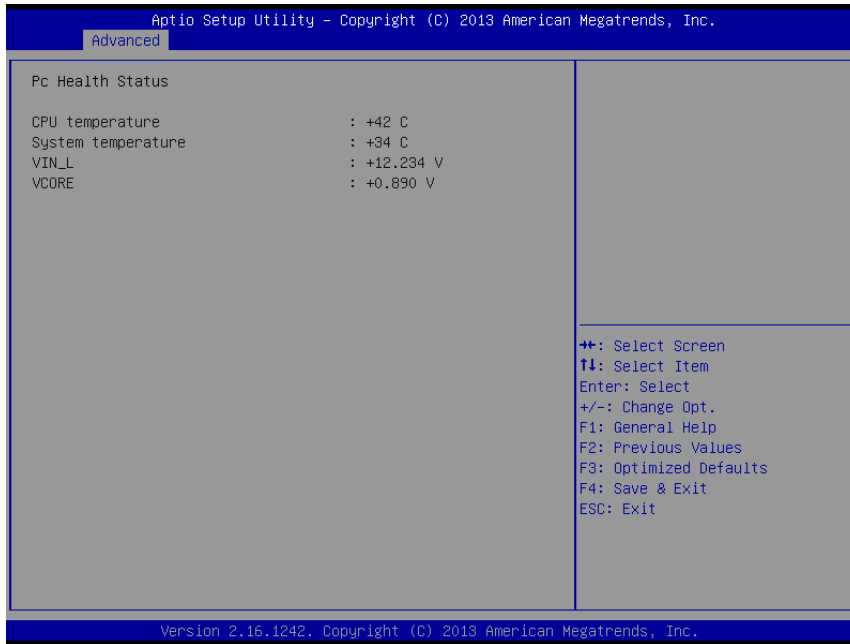 Aptio Setup Utility – Copyright (C) 2013 American Megatrends, Inc.
Advanced
Pc Health Status
CPU temperature : +42 C
System temperature : +34 C
VIN_L : +12.234 V
VCORE : +0.890 V
→←: Select Screen
↑↓: Select Item
Enter: Select
+/-: Change Opt.
F1: General Help
F2: Previous Values
F3: Optimized Defaults
F4: Save & Exit
ESC: Exit
Version 2.16.1242. Copyright (C) 2013 American Megatrends, Inc.